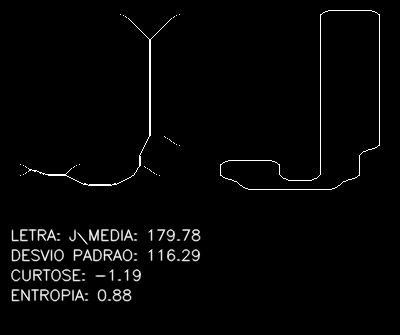 LETRA: J\MEDIA: 179.78
DESVIO PADRAO: 116.29
CURTOSE: -1.19
ENTROPIA: 0.88